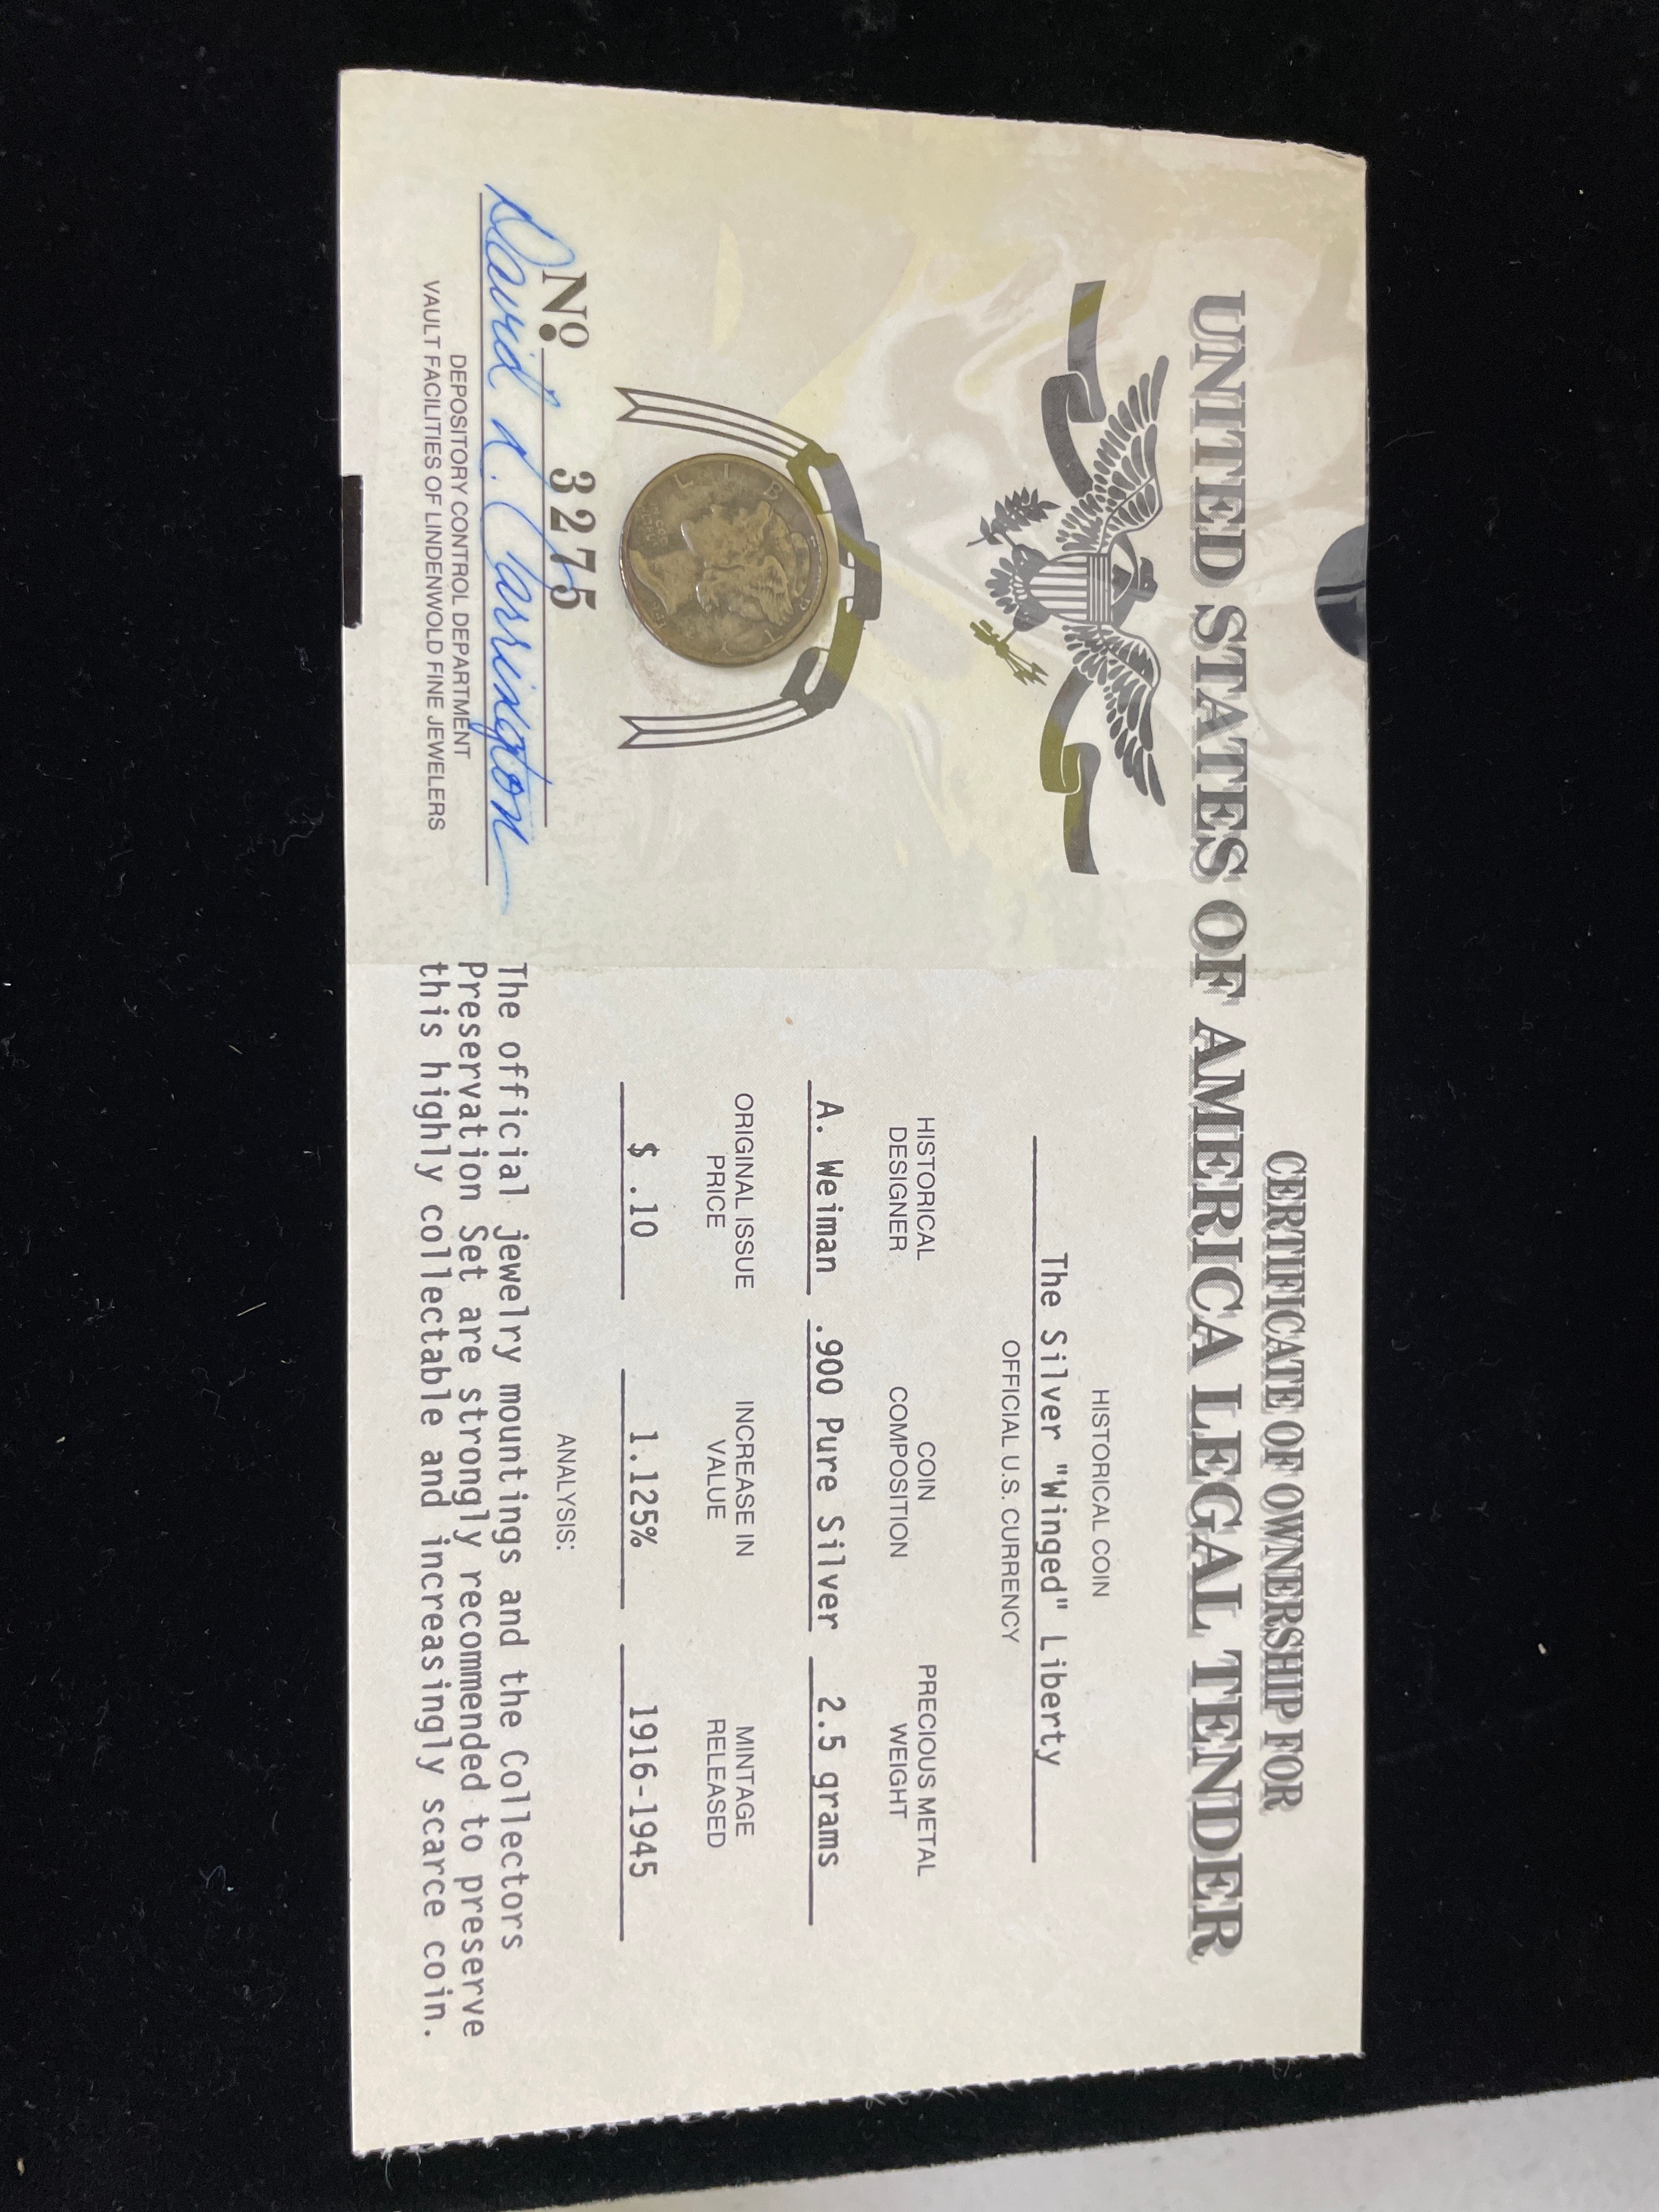 CERTIFICATE OF OWNERSHIP FOR
UNITED STATES OF AMERICA LEGAL TENDER
HISTORICAL COIN
The Silver "Winged" Liberty
OFFICIAL U.S. CURRENCY
HISTORICAL DESIGNER
COIN COMPOSITION
PRECIOUS METAL WEIGHT
A. Weiman
.900 Pure Silver
2.5 grams
ORIGINAL ISSUE PRICE
INCREASE IN VALUE
MINTAGE RELEASED
$ .10
1.125%
1916-1945
ANALYSIS:
The official jewelry mountings and the Collectors
Preservation Set are strongly recommended to preserve
this highly collectable and increasingly scarce coin.
LIBERTY
No. 3275
David L. Carrington
DEPOSITORY CONTROL DEPARTMENT
VAULT FACILITIES OF LINDENWOLD FINE JEWELERS